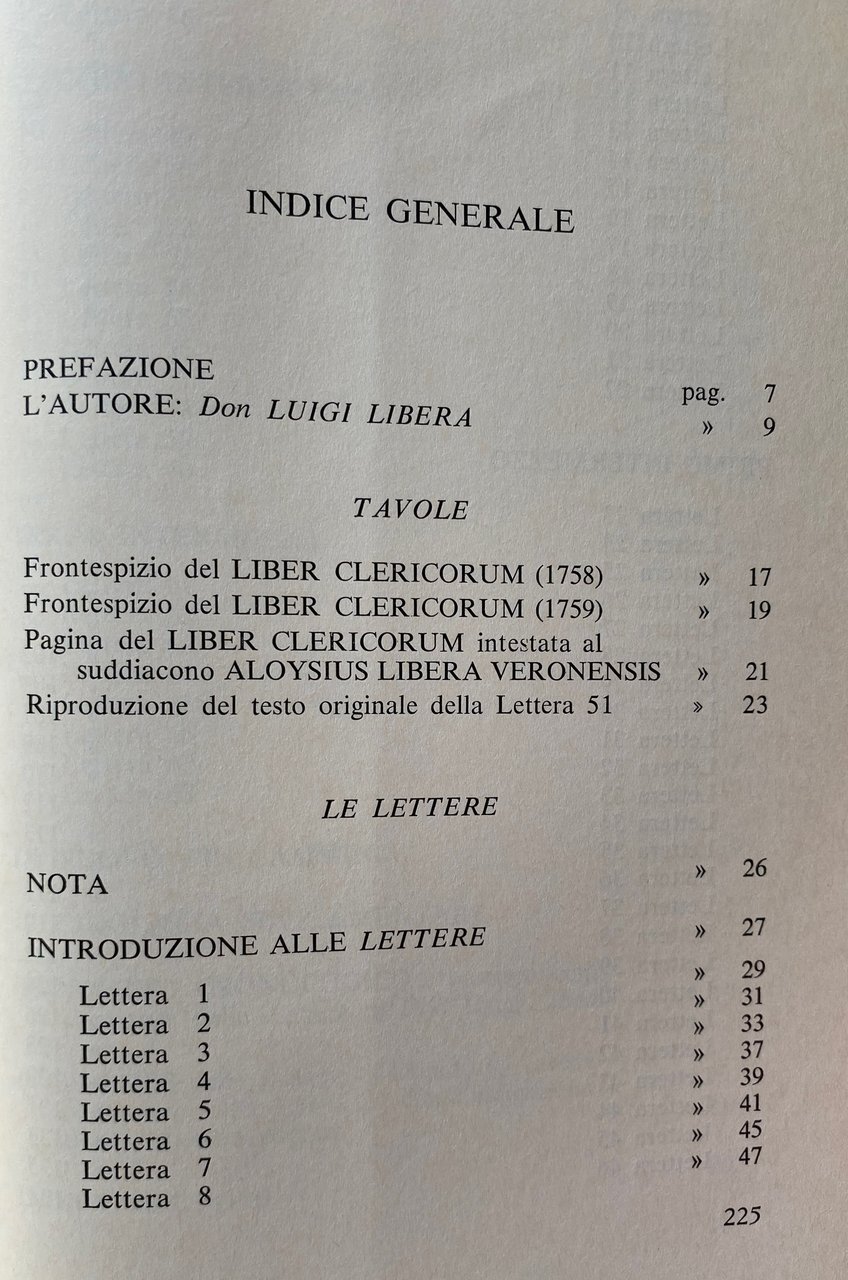 INDICE GENERALE
PREFAZIONE pag. 7
L'AUTORE: Don LUIGI LIBERA » 9
TAVOLE
Frontespizio del LIBER CLERICORUM (1758) » 17
Frontespizio del LIBER CLERICORUM (1759) » 19
Pagina del LIBER CLERICORUM intestata al
suddiacono ALOYSIUS LIBERA VERONENSIS » 21
Riproduzione del testo originale della Lettera 51 » 23
LE LETTERE
NOTA » 26
INTRODUZIONE ALLE LETTERE » 27
Lettera 1 » 29
Lettera 2 » 31
Lettera 3 » 33
Lettera 4 » 37
Lettera 5 » 39
Lettera 6 » 41
Lettera 7 » 45
Lettera 8 » 47
225